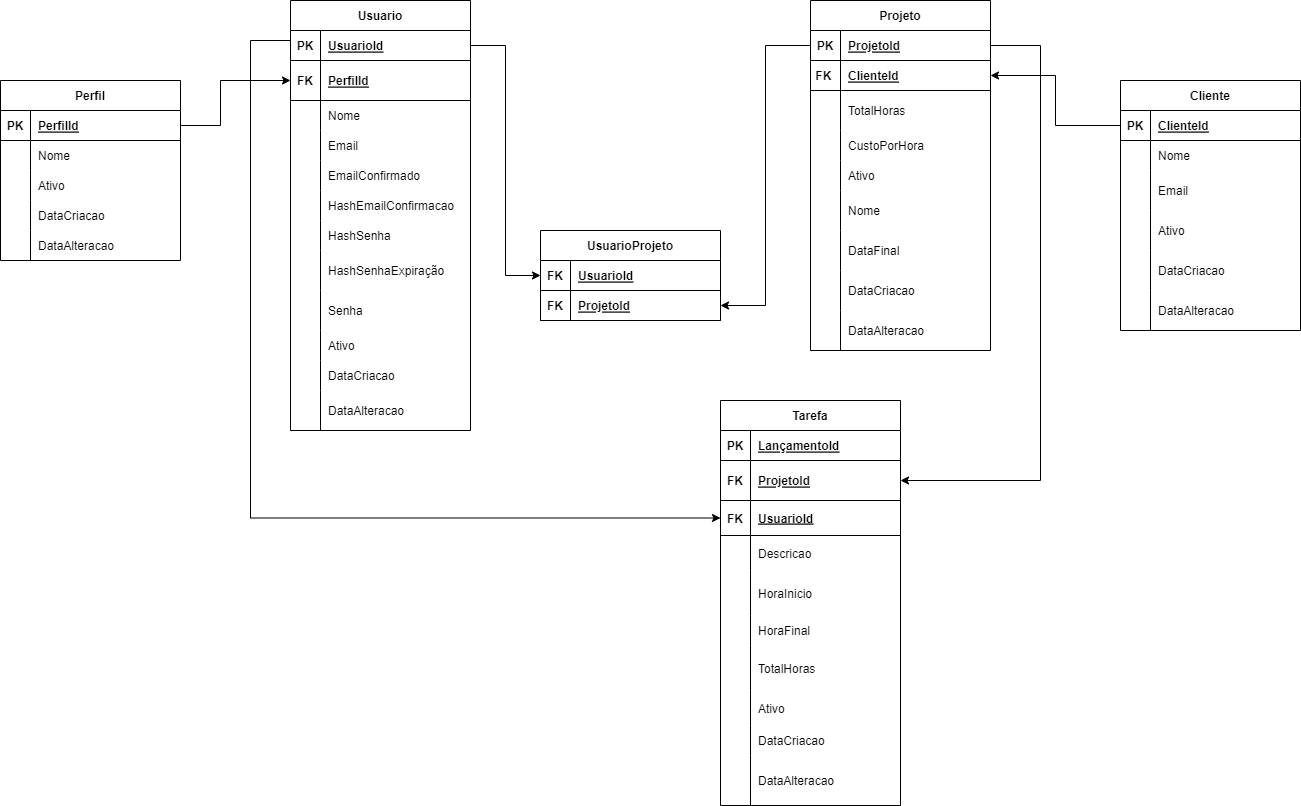 Perfil
PK PerfilId
Nome
Ativo
DataCriacao
DataAlteracao
Usuario
PK UsuarioId
FK PerfilId
Nome
Email
EmailConfirmado
HashEmailConfirmacao
HashSenha
HashSenhaExpiração
Senha
Ativo
DataCriacao
DataAlteracao
UsuarioProjeto
FK UsuarioId
FK ProjetoId
Projeto
PK ProjetoId
FK ClienteId
TotalHoras
CustoPorHora
Ativo
Nome
DataFinal
DataCriacao
DataAlteracao
Cliente
PK ClienteId
Nome
Email
Ativo
DataCriacao
DataAlteracao
Tarefa
PK LançamentoId
FK ProjetoId
FK UsuarioId
Descricao
HoraInicio
HoraFinal
TotalHoras
Ativo
DataCriacao
DataAlteracao